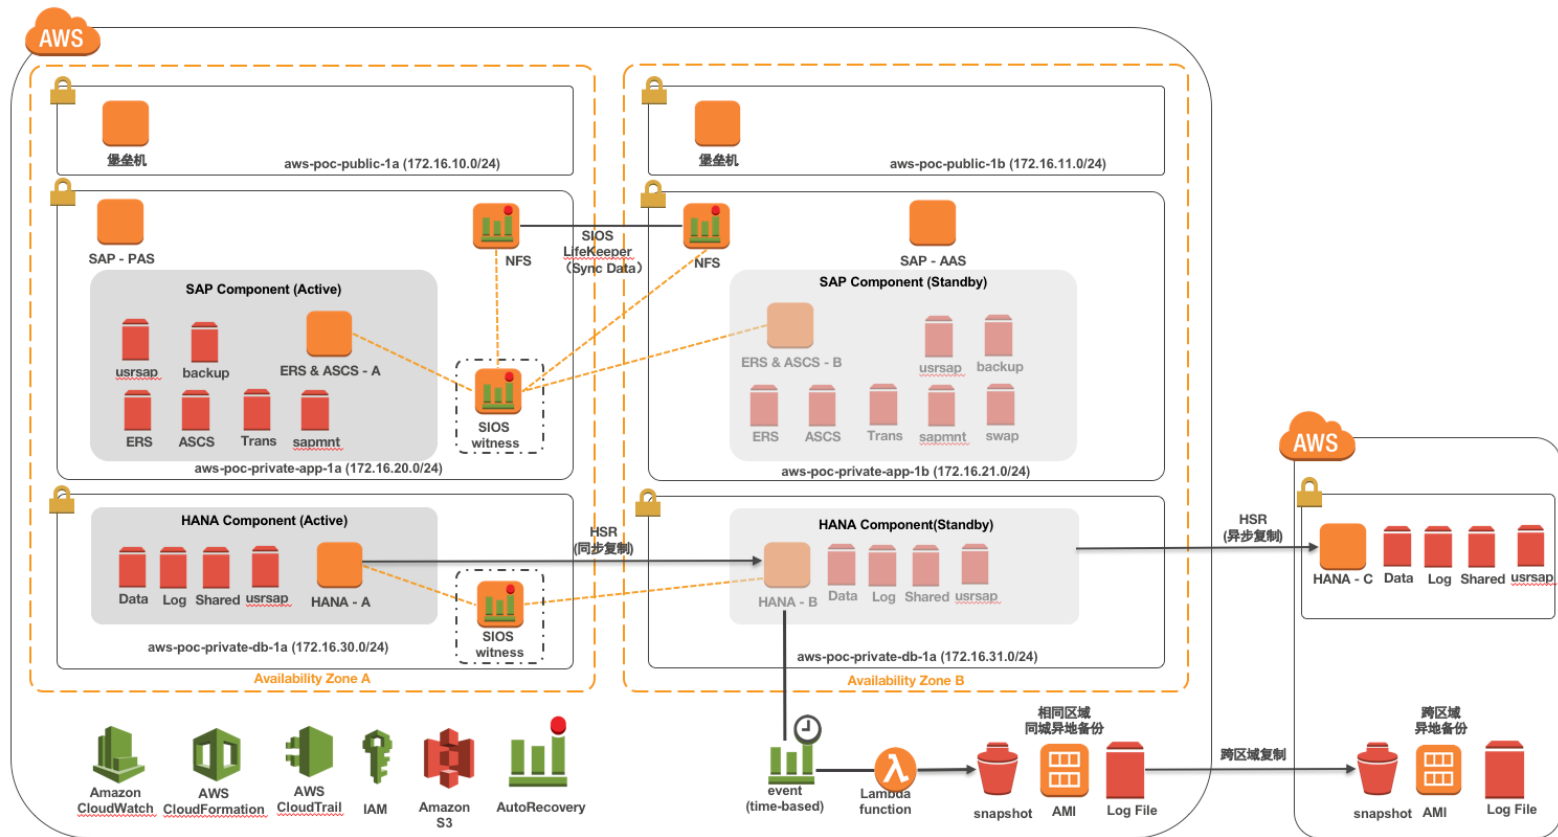 AWS
堡垒机
aws-poc-public-1a (172.16.10.0/24)
堡垒机
aws-poc-public-1b (172.16.11.0/24)
SAP - PAS
NFS
SIOS
LifeKeeper
（Sync Data）
NFS
SAP - AAS
SAP Component (Active)
usrsap
backup
ERS & ASCS - A
ERS
ASCS
Trans
sapmnt
SIOS
witness
aws-poc-private-app-1a (172.16.20.0/24)
SAP Component (Standby)
ERS & ASCS - B
usrsap
backup
ERS
ASCS
Trans
sapmnt
swap
aws-poc-private-app-1b (172.16.21.0/24)
HANA Component (Active)
Data
Log
Shared
usrsap
HANA - A
SIOS
witness
aws-poc-private-db-1a (172.16.30.0/24)
Availability Zone A
HSR
(同步复制)
HANA Component(Standby)
HANA - B
Data
Log
Shared
usrsap
aws-poc-private-db-1a (172.16.31.0/24)
Availability Zone B
HSR
(异步复制)
AWS
HANA - C
Data
Log
Shared
usrsap
Amazon
CloudWatch
AWS
CloudFormation
AWS
CloudTrail
IAM
Amazon
S3
AutoRecovery
event
(time-based)
Lambda
function
相同区域
同城异地备份
snapshot
AMI
Log File
跨区域复制
跨区域
异地备份
snapshot
AMI
Log File